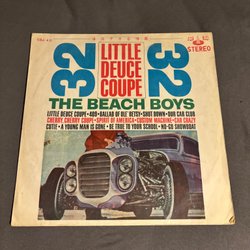 32
LITTLE
DEUCE
COUPE
32
STEREO
THE BEACH BOYS
LITTLE DEUCE COUPE • 409 • BALLAD OF OLE' BETSY • SHUT DOWN • OUR CAR CLUB
CHERRY CHERRY COUPE • SPIRIT OF AMERICA • CUSTOM MACHINE • CAR CRAZY
CUTIE • A YOUNG MAN IS GONE • BE TRUE TO YOUR SCHOOL • NO-GO SHOWBOAT